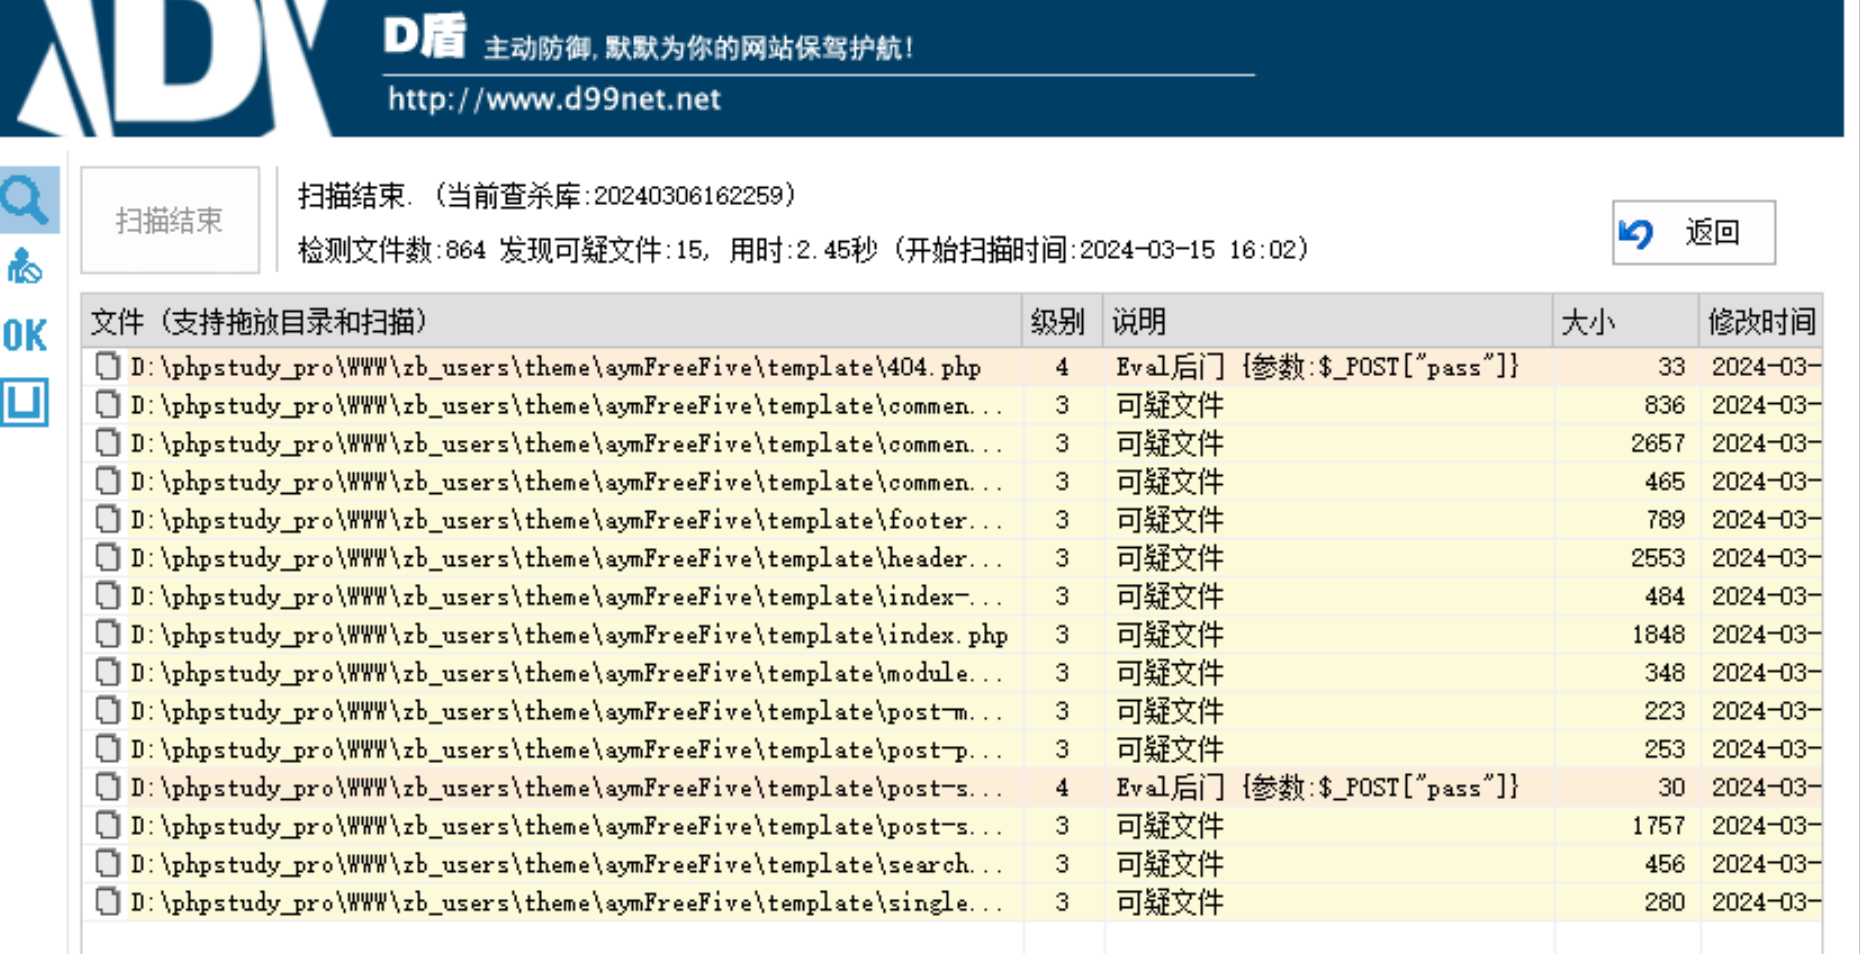 D盾 主动防御,默默为你的网站保驾护航!
http://www.d99net.net
扫描结束
扫描结束. (当前查杀库:20240306162259)
检测文件数:864 发现可疑文件:15, 用时:2.45秒 (开始扫描时间:2024-03-15 16:02)
返回
OK
文件 (支持拖放目录和扫描) 级别 说明 大小 修改时间
D:\phpstudy_pro\WWW\zb_users\theme\aymFreeFive\template\404.php 4 Eval后门 {参数:$_POST["pass"]} 33 2024-03-
D:\phpstudy_pro\WWW\zb_users\theme\aymFreeFive\template\commen... 3 可疑文件 836 2024-03-
D:\phpstudy_pro\WWW\zb_users\theme\aymFreeFive\template\commen... 3 可疑文件 2657 2024-03-
D:\phpstudy_pro\WWW\zb_users\theme\aymFreeFive\template\commen... 3 可疑文件 465 2024-03-
D:\phpstudy_pro\WWW\zb_users\theme\aymFreeFive\template\footer... 3 可疑文件 789 2024-03-
D:\phpstudy_pro\WWW\zb_users\theme\aymFreeFive\template\header... 3 可疑文件 2553 2024-03-
D:\phpstudy_pro\WWW\zb_users\theme\aymFreeFive\template\index-... 3 可疑文件 484 2024-03-
D:\phpstudy_pro\WWW\zb_users\theme\aymFreeFive\template\index.php 3 可疑文件 1848 2024-03-
D:\phpstudy_pro\WWW\zb_users\theme\aymFreeFive\template\module... 3 可疑文件 348 2024-03-
D:\phpstudy_pro\WWW\zb_users\theme\aymFreeFive\template\post-m... 3 可疑文件 223 2024-03-
D:\phpstudy_pro\WWW\zb_users\theme\aymFreeFive\template\post-p... 3 可疑文件 253 2024-03-
D:\phpstudy_pro\WWW\zb_users\theme\aymFreeFive\template\post-s... 4 Eval后门 {参数:$_POST["pass"]} 30 2024-03-
D:\phpstudy_pro\WWW\zb_users\theme\aymFreeFive\template\post-s... 3 可疑文件 1757 2024-03-
D:\phpstudy_pro\WWW\zb_users\theme\aymFreeFive\template\search... 3 可疑文件 456 2024-03-
D:\phpstudy_pro\WWW\zb_users\theme\aymFreeFive\template\single... 3 可疑文件 280 2024-03-